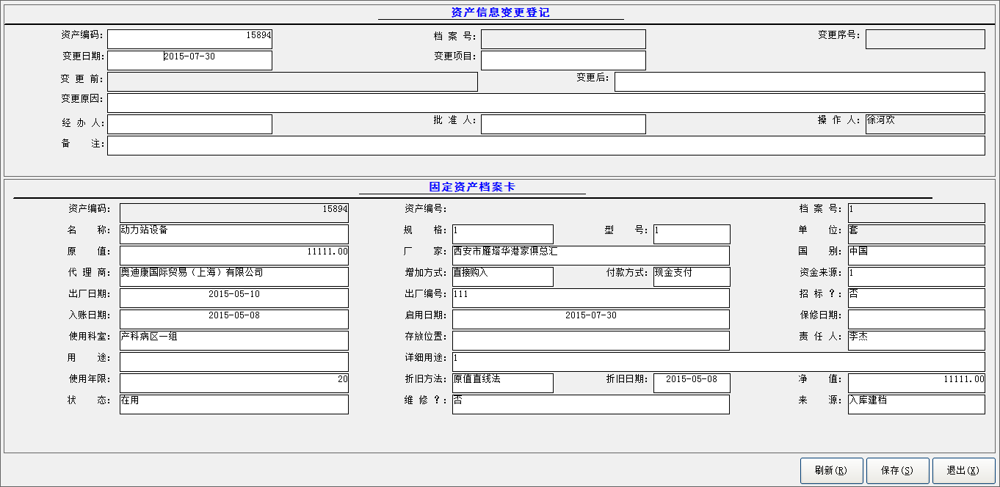 资产信息变更登记
资产编码: 15894 档 案 号: 变更序号:
变更日期: 2015-07-30 变更项目:
变 更 前: 变更后:
变更原因:
经 办 人: 批 准 人: 操 作 人: 徐河欢
备 注:
固定资产档案卡
资产编码: 15894 资产编号: 档 案 号: 1
名 称: 动力站设备 规 格: 1 型 号: 1 单 位: 套
原 值: 11111.00 厂 家: 西安市雁塔华港家俱总汇 国 别: 中国
代 理 商: 奥迪康国际贸易（上海）有限公司 增加方式: 直接购入 付款方式: 现金支付 资金来源: 1
出厂日期: 2015-05-10 出厂编号: 111 招 标 ？: 否
入账日期: 2015-05-08 启用日期: 2015-07-30 保修日期:
使用科室: 产科病区一组 存放位置: 责 任 人: 李杰
用 途: 详细用途: 1
使用年限: 20 折旧方法: 原值直线法 折旧日期: 2015-05-08 净 值: 11111.00
状 态: 在用 维 修 ？: 否 来 源: 入库建档
刷新(R) 保存(S) 退出(X)